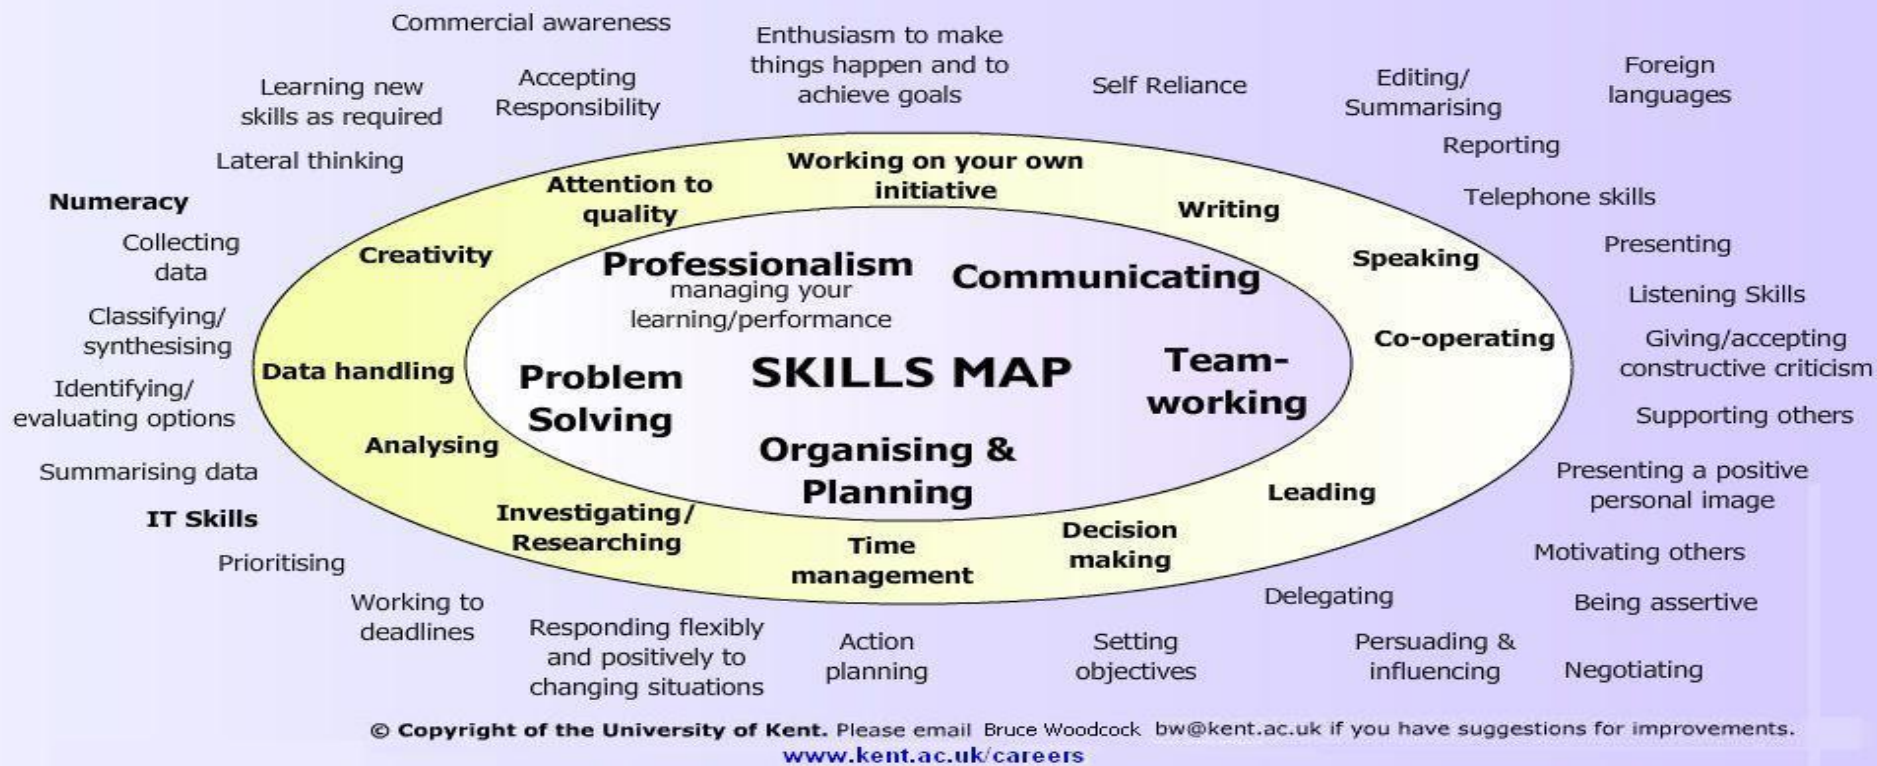 Commercial awareness
Enthusiasm to make
things happen and to
achieve goals
Learning new
skills as required
Accepting
Responsibility
Self Reliance
Editing/
Summarising
Foreign
languages
Lateral thinking
Reporting
Numeracy
Telephone skills
Collecting
data
Presenting
Classifying/
synthesising
Listening Skills
Identifying/
evaluating options
Giving/accepting
constructive criticism
Summarising data
Supporting others
IT Skills
Presenting a positive
personal image
Prioritising
Motivating others
Working to
deadlines
Being assertive
Responding flexibly
and positively to
changing situations
Action
planning
Setting
objectives
Delegating
Persuading &
influencing
Negotiating
Working on your own
initiative
Attention to
quality
Writing
Creativity
Speaking
Data handling
Co-operating
Analysing
Leading
Investigating/
Researching
Time
management
Decision
making
Professionalism
managing your
learning/performance
Communicating
Problem
Solving
SKILLS MAP
Team-
working
Organising &
Planning
© Copyright of the University of Kent. Please email Bruce Woodcock bw@kent.ac.uk if you have suggestions for improvements.
www.kent.ac.uk/careers